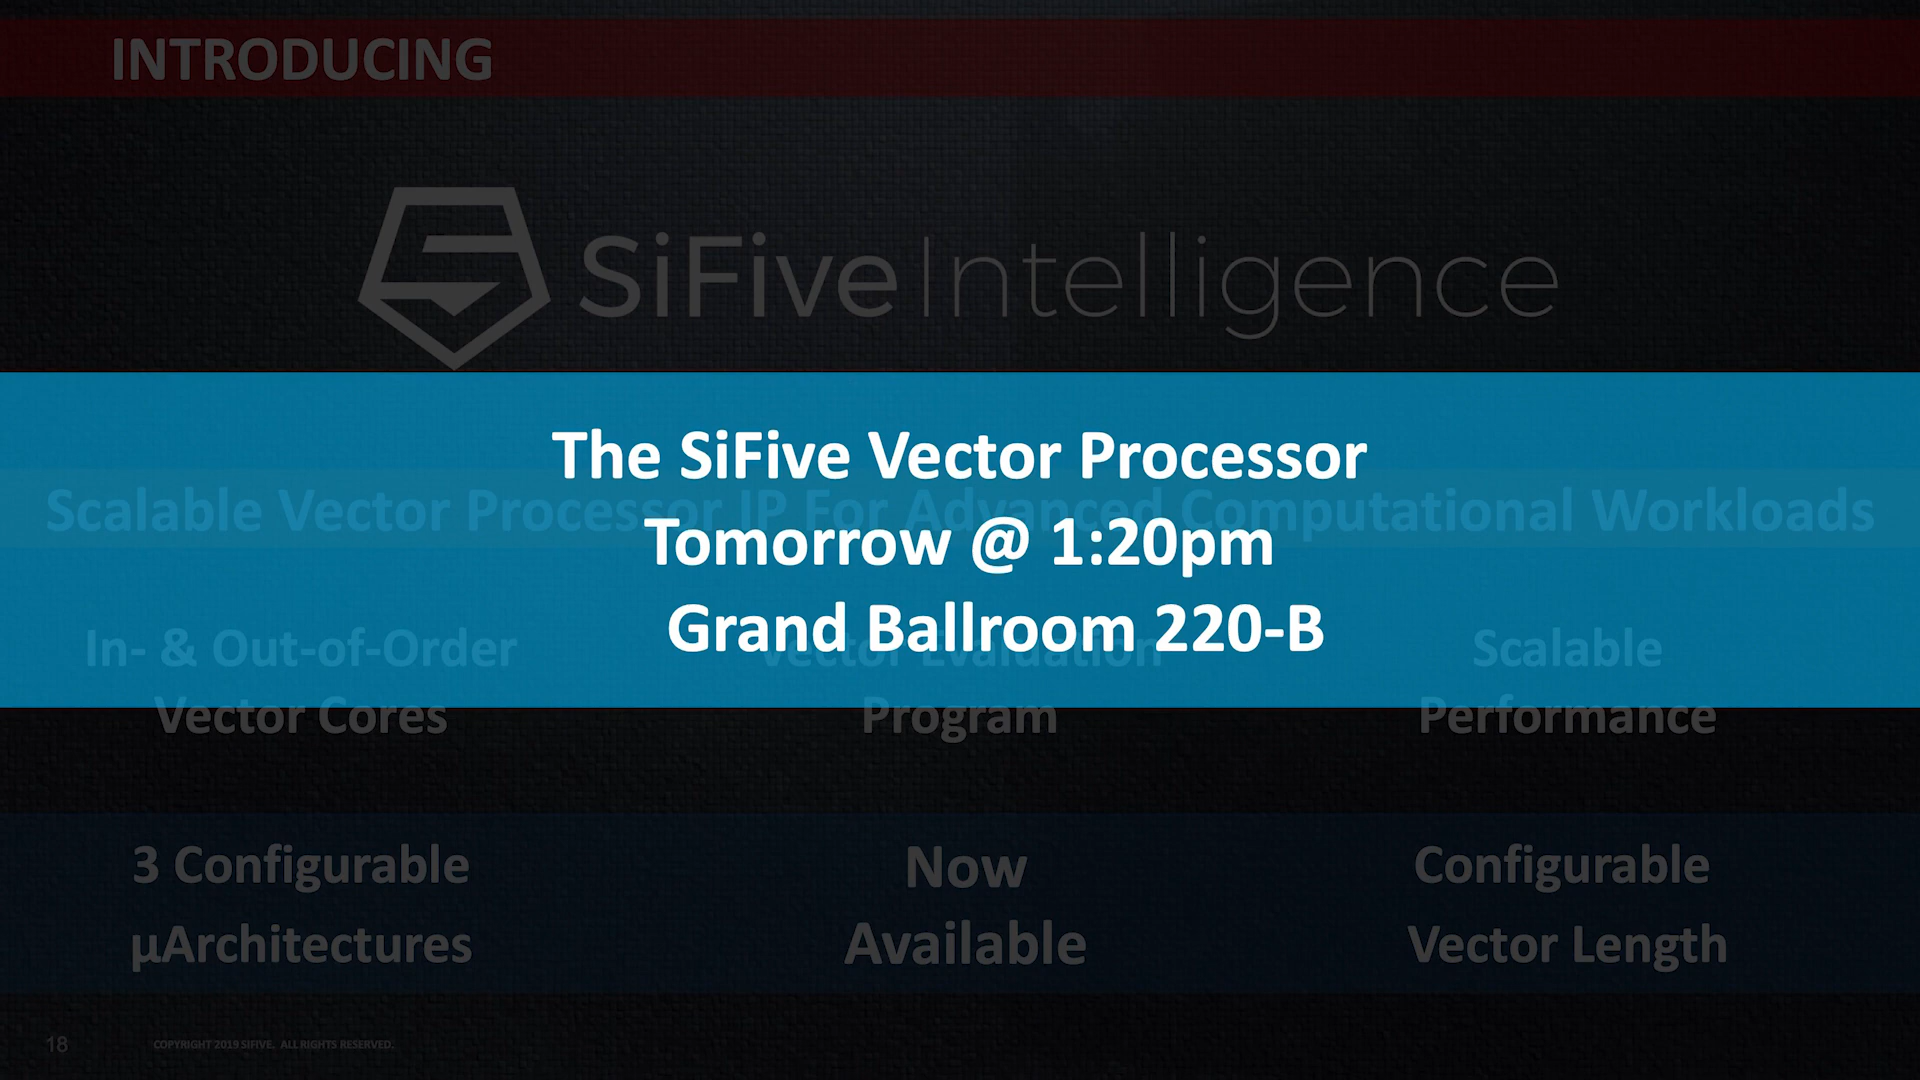 INTRODUCING
SiFive Intelligence
The SiFive Vector Processor
Scalable Vector Processor IP For Advanced Computational Workloads
Tomorrow @ 1:20pm
Grand Ballroom 220-B
In- & Out-of-Order
Vector Cores
Vector Evaluation
Program
Scalable
Performance
3 Configurable
µArchitectures
Now
Available
Configurable
Vector Length
18
COPYRIGHT 2019 SIFIVE. ALL RIGHTS RESERVED.